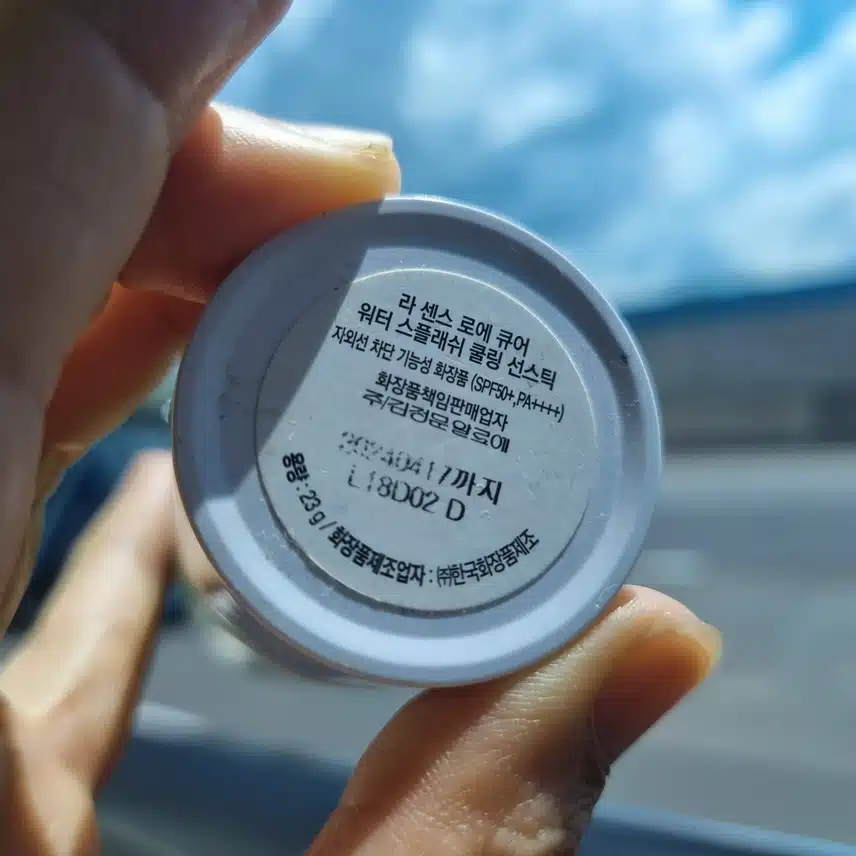 라 센스 로에 큐어
워터 스플래쉬 쿨링 선스틱
자외선 차단 기능성 화장품 (SPF50+,PA++++)
화장품책임판매업자
주/김정문알로에
20240417까지
L18D02 D
용량 : 23 g / 화장품제조업자 : ㈜한국화장품제조